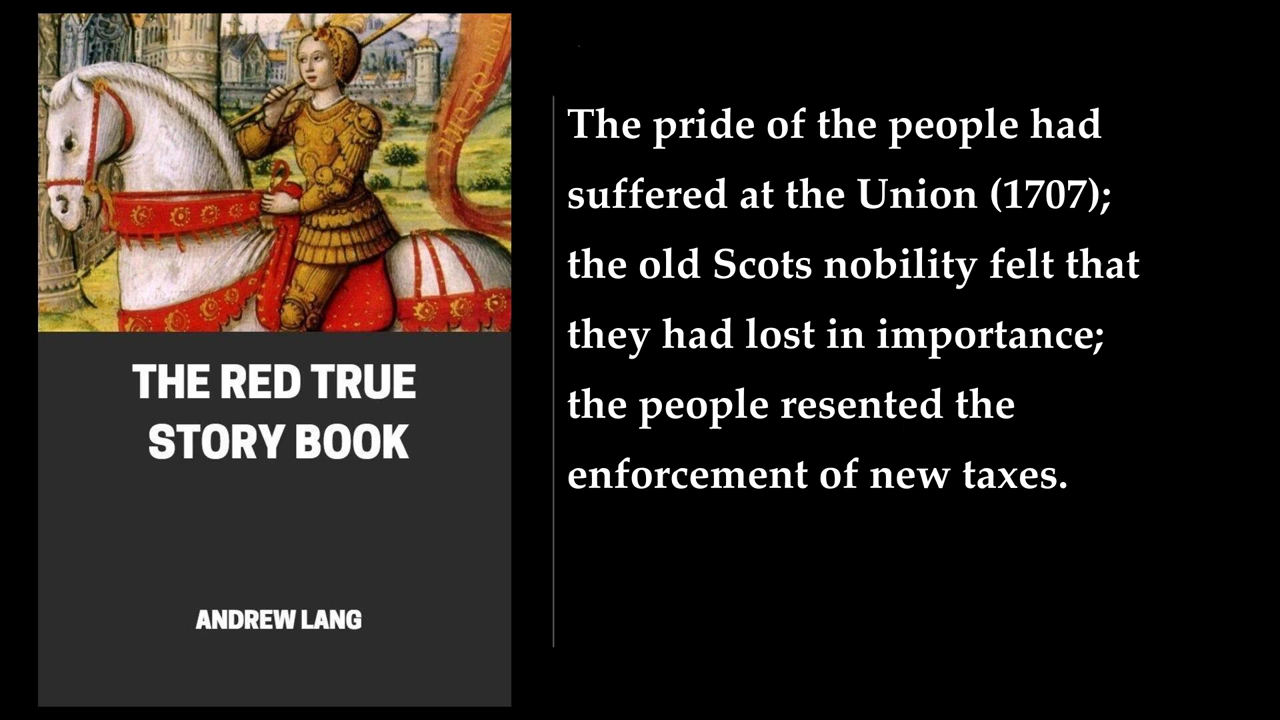 THE RED TRUE
STORY BOOK
ANDREW LANG
The pride of the people had
suffered at the Union (1707);
the old Scots nobility felt that
they had lost in importance;
the people resented the
enforcement of new taxes.